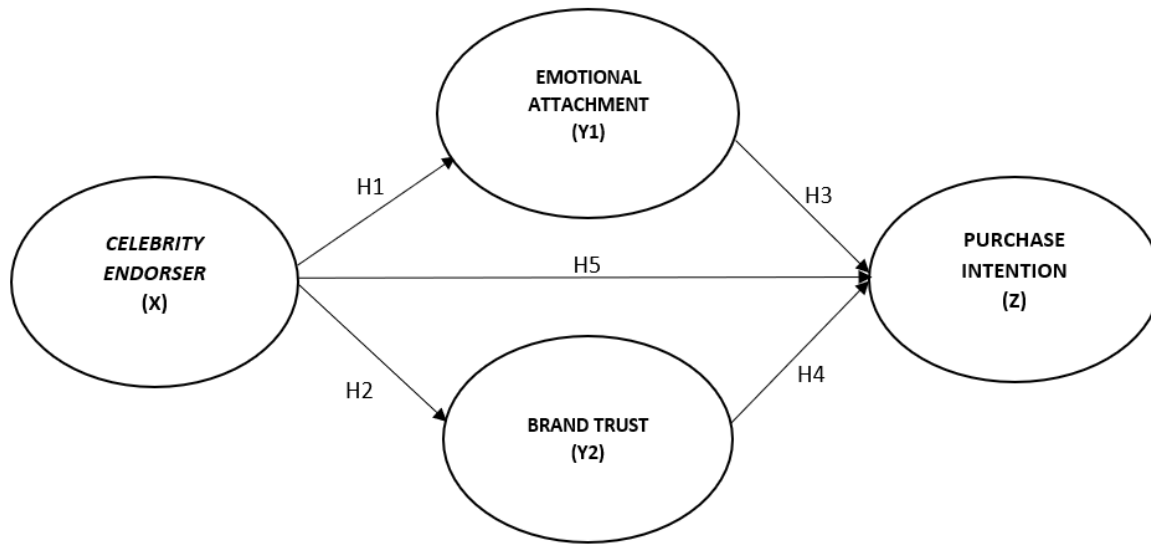 EMOTIONAL
ATTACHMENT
(Y1)
H1
H3
CELEBRITY
ENDORSER
(X)
H5
PURCHASE
INTENTION
(Z)
H2
H4
BRAND TRUST
(Y2)